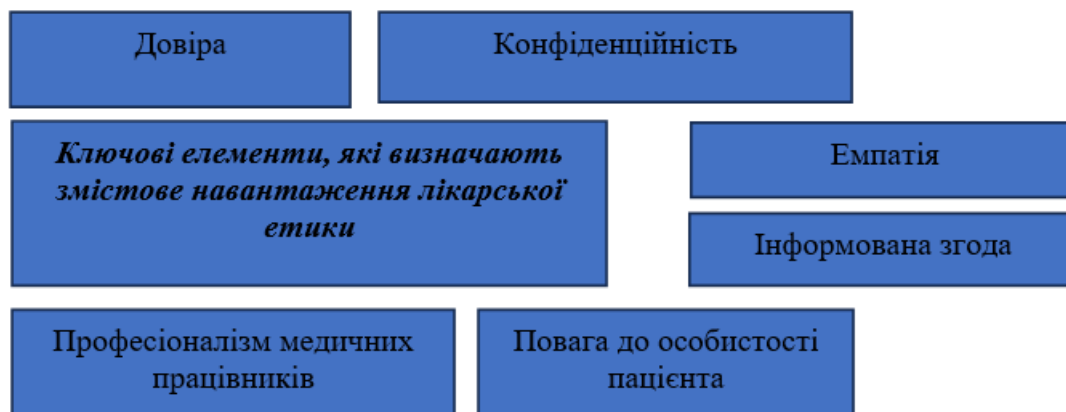 Довіра
Конфіденційність
Ключові елементи, які визначають
змістове навантаження лікарської
етики
Емпатія
Інформована згода
Професіоналізм медичних
працівників
Повага до особистості
пацієнта